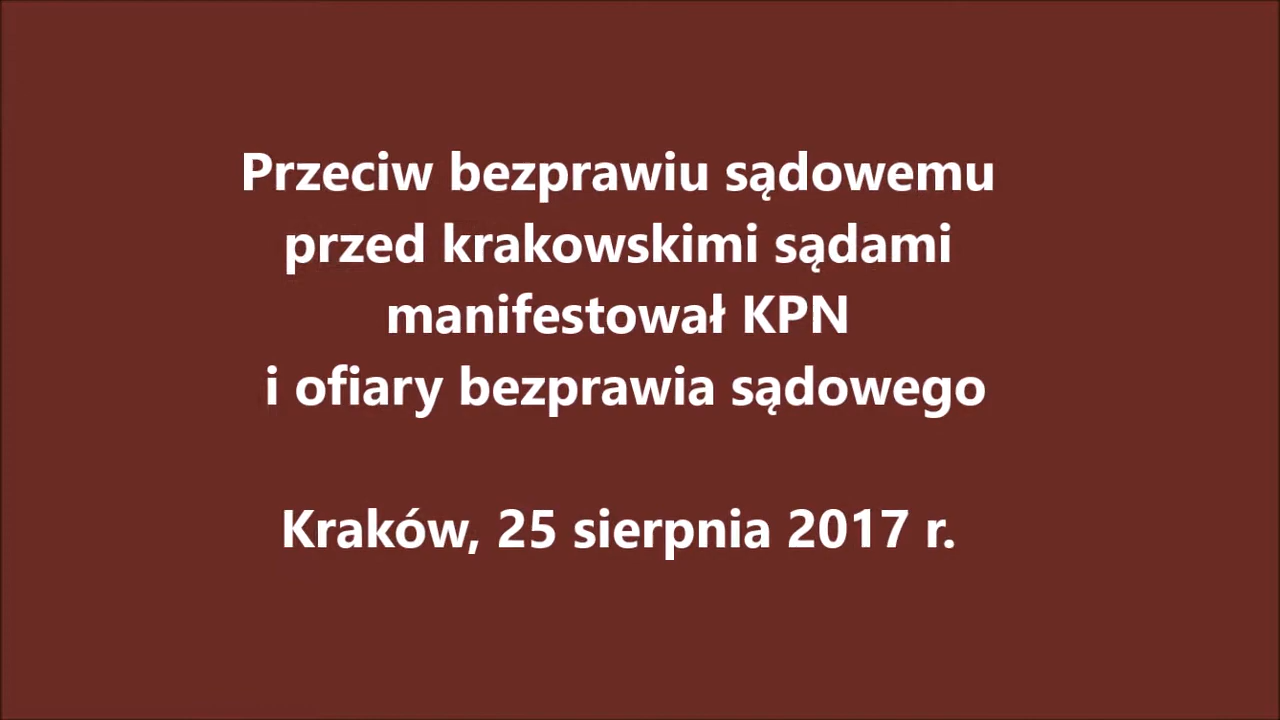 Przeciw bezprawiu sądowemu
przed krakowskimi sądami
manifestował KPN
i ofiary bezprawia sądowego
Kraków, 25 sierpnia 2017 r.